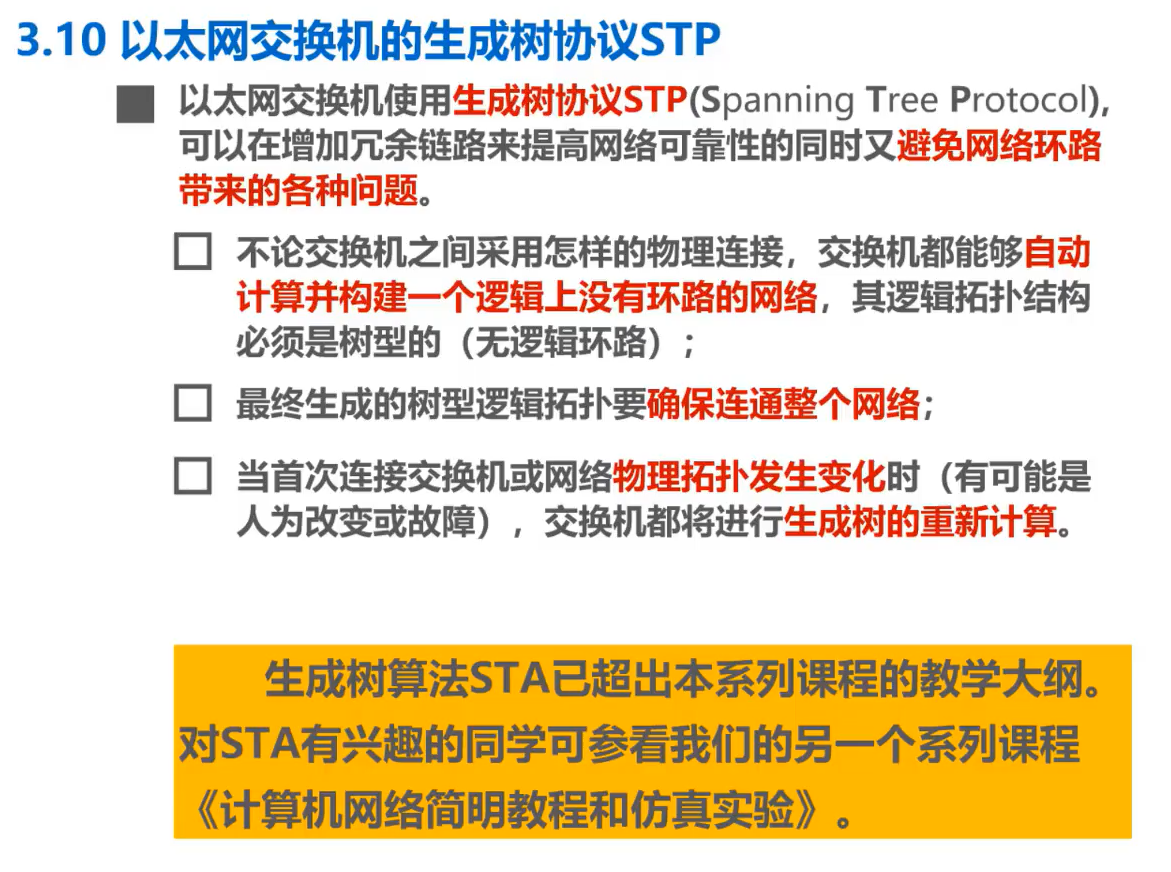 3.10 以太网交换机的生成树协议STP
以太网交换机使用生成树协议STP(Spanning Tree Protocol),
可以在增加冗余链路来提高网络可靠性的同时又避免网络环路
带来的各种问题。
不论交换机之间采用怎样的物理连接，交换机都能够自动
计算并构建一个逻辑上没有环路的网络，其逻辑拓扑结构
必须是树型的（无逻辑环路）；
最终生成的树型逻辑拓扑要确保连通整个网络；
当首次连接交换机或网络物理拓扑发生变化时（有可能是
人为改变或故障），交换机都将进行生成树的重新计算。
生成树算法STA已超出本系列课程的教学大纲。
对STA有兴趣的同学可参看我们的另一个系列课程
《计算机网络简明教程和仿真实验》。